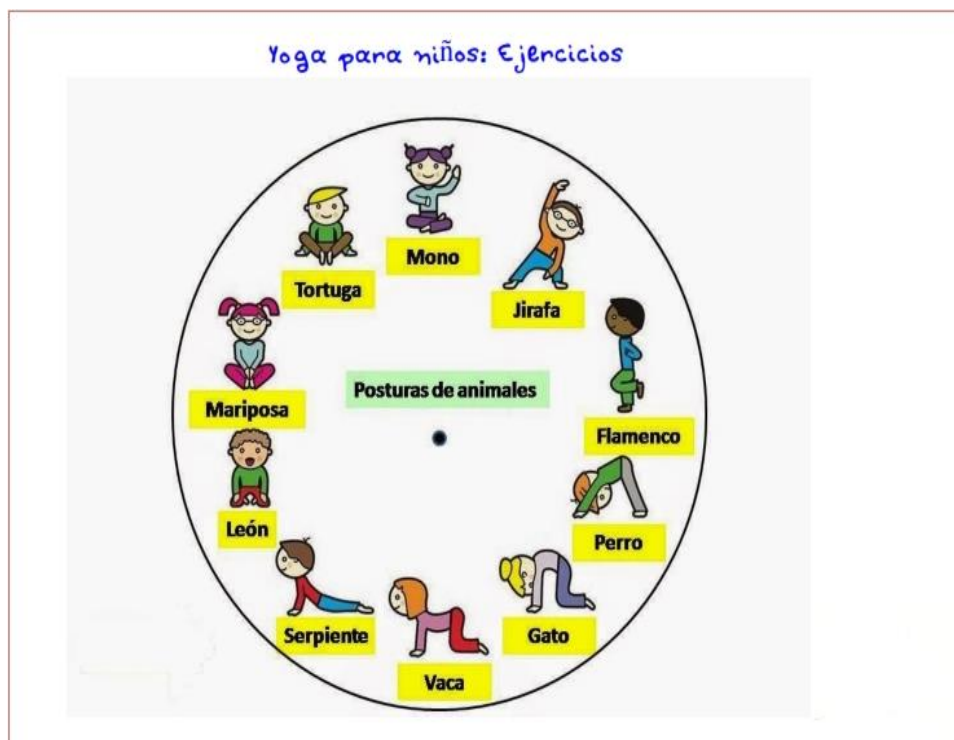 Yoga para niños: Ejercicios
Mono
Tortuga
Jirafa
Posturas de animales
Mariposa
Flamenco
León
Perro
Serpiente
Gato
Vaca